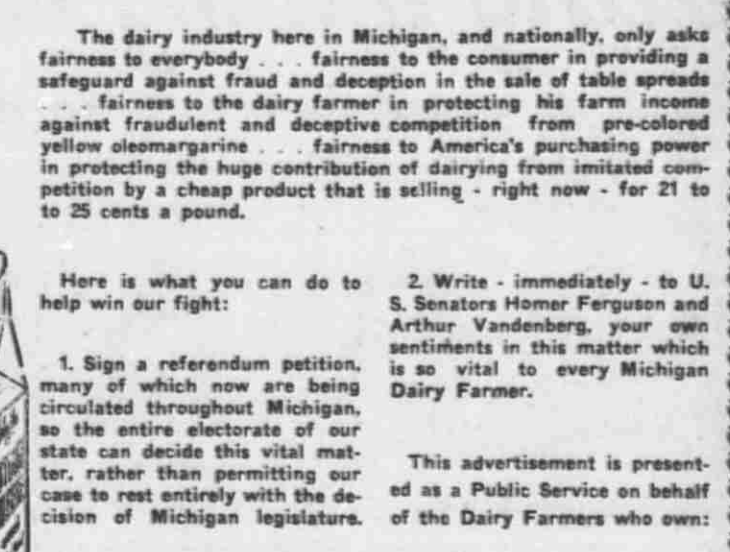 The dairy industry here in Michigan, and nationally, only asks
fairness to everybody . . . fairness to the consumer in providing a
safeguard against fraud and deception in the sale of table spreads
. . . fairness to the dairy farmer in protecting his farm income
against fraudulent and deceptive competition from pre-colored
yellow oleomargarine . . . fairness to America's purchasing power
in protecting the huge contribution of dairying from imitated com-
petition by a cheap product that is selling - right now - for 21 to
to 25 cents a pound.
Here is what you can do to
help win our fight:
1. Sign a referendum petition,
many of which now are being
circulated throughout Michigan,
so the entire electorate of our
state can decide this vital mat-
ter, rather than permitting our
case to rest entirely with the de-
cision of Michigan legislature.
2. Write - immediately - to U.
S. Senators Homer Ferguson and
Arthur Vandenberg, your own
sentiments in this matter which
is so vital to every Michigan
Dairy Farmer.
This advertisement is present-
ed as a Public Service on behalf
of the Dairy Farmers who own: